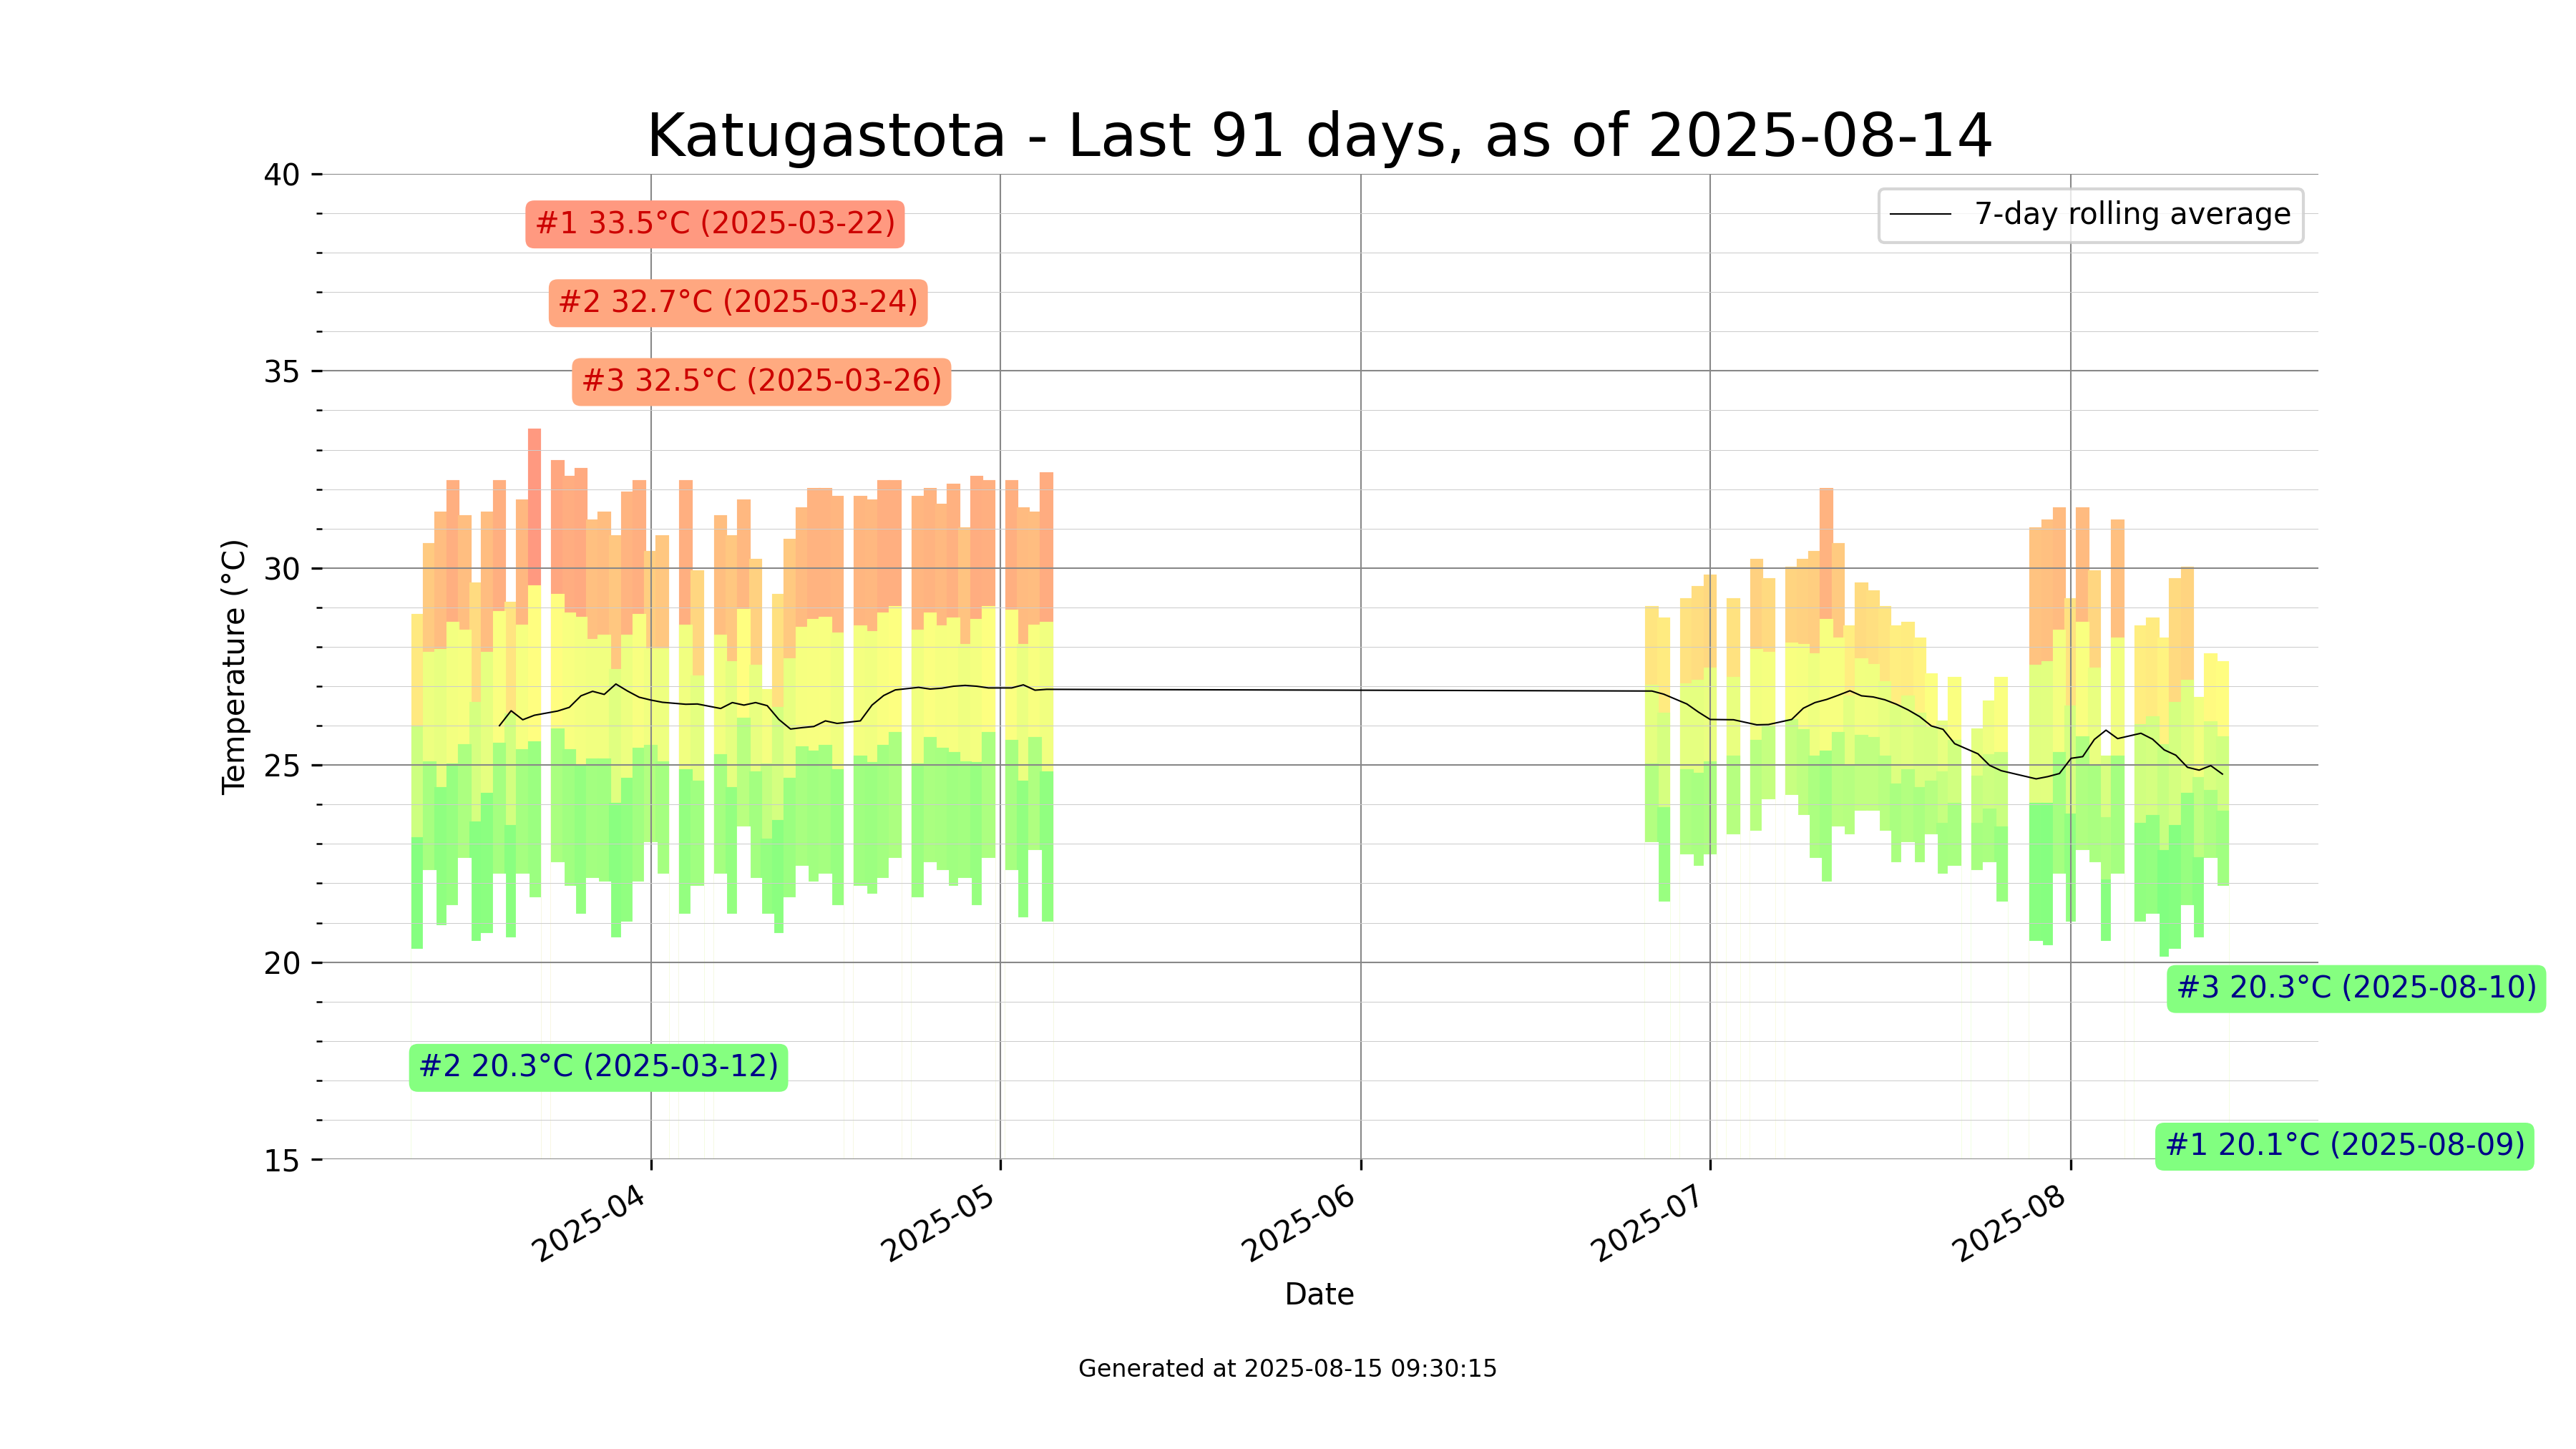 Katugastota - Last 91 days, as of 2025-08-14
40
#1 33.5°C (2025-03-22)
7-day rolling average
#2 32.7°C (2025-03-24)
35
#3 32.5°C (2025-03-26)
30
Temperature (°C)
25
20
#3 20.3°C (2025-08-10)
#2 20.3°C (2025-03-12)
#1 20.1°C (2025-08-09)
15
2025-04
2025-05
2025-06
2025-07
2025-08
Date
Generated at 2025-08-15 09:30:15